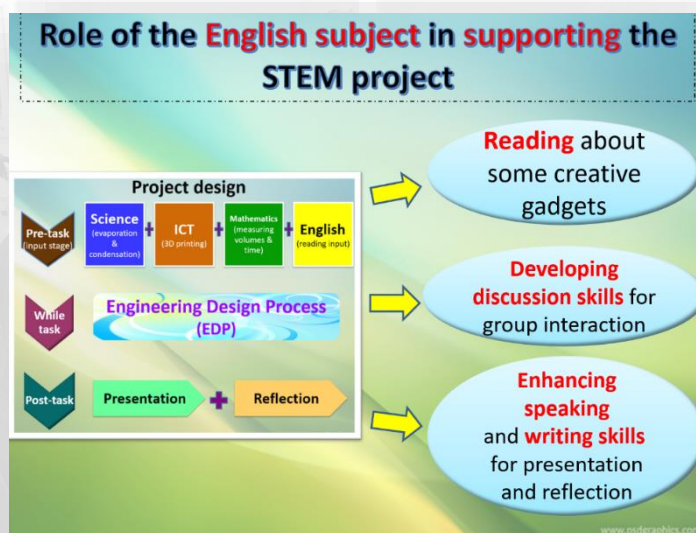 Role of the English subject in supporting the
STEM project
Project design
Pre-task
(input stage)
Science
(evaporation &
condensation)
+
ICT
(3D printing)
+
Mathematics
(measuring
volumes &
time)
+
English
(reading input)
While
task
Engineering Design Process
(EDP)
Post-task
Presentation
+
Reflection
Reading about
some creative
gadgets
Developing
discussion skills for
group interaction
Enhancing
speaking
and writing skills
for presentation
and reflection